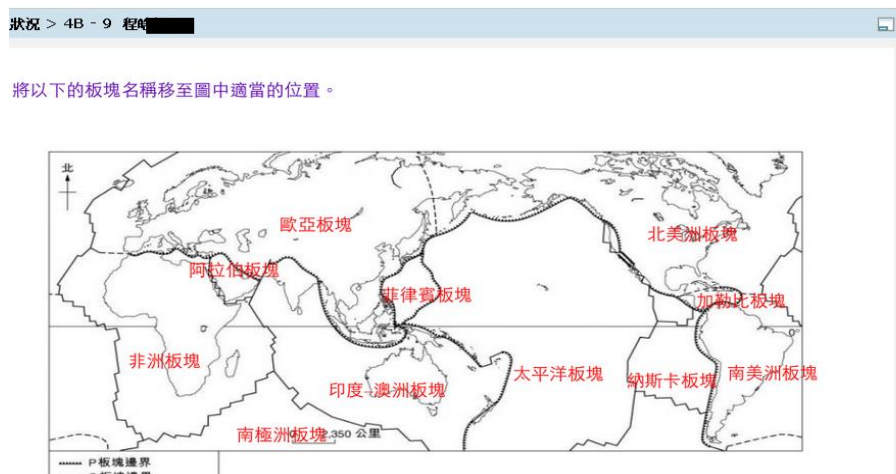 狀況 > 4B - 9 程
將以下的板塊名稱移至圖中適當的位置。
北
歐亞板塊
北美洲板塊
阿拉伯板塊
菲律賓板塊
加勒比板塊
0°
非洲板塊
太平洋板塊
納斯卡板塊
南美洲板塊
印度-澳洲板塊
南極洲板塊
2,350 公里
P板塊邊界